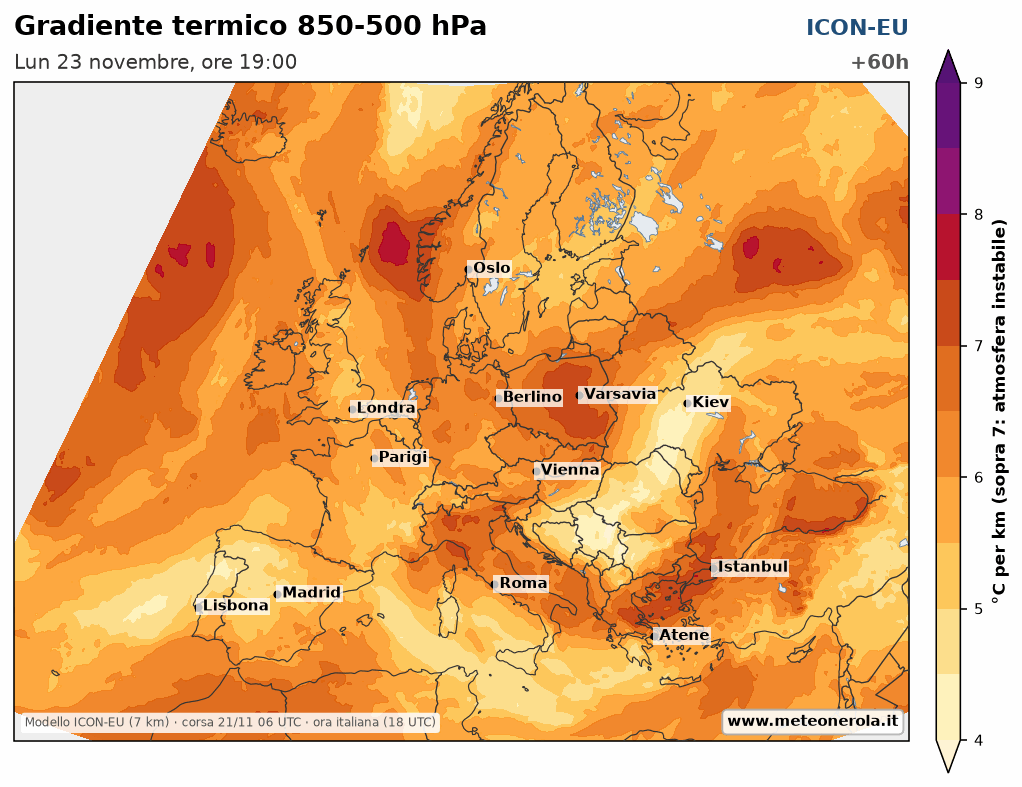 Gradiente termico 850-500 hPa
ICON-EU
Lun 23 novembre, ore 19:00
+60h
9
8
7
6
5
4
°C per km (sopra 7: atmosfera instabile)
Oslo
Berlino
Varsavia
Kiev
Londra
Parigi
Vienna
Istanbul
Roma
Madrid
Lisbona
Atene
Modello ICON-EU (7 km) · corsa 21/11 06 UTC · ora italiana (18 UTC)
www.meteonerola.it